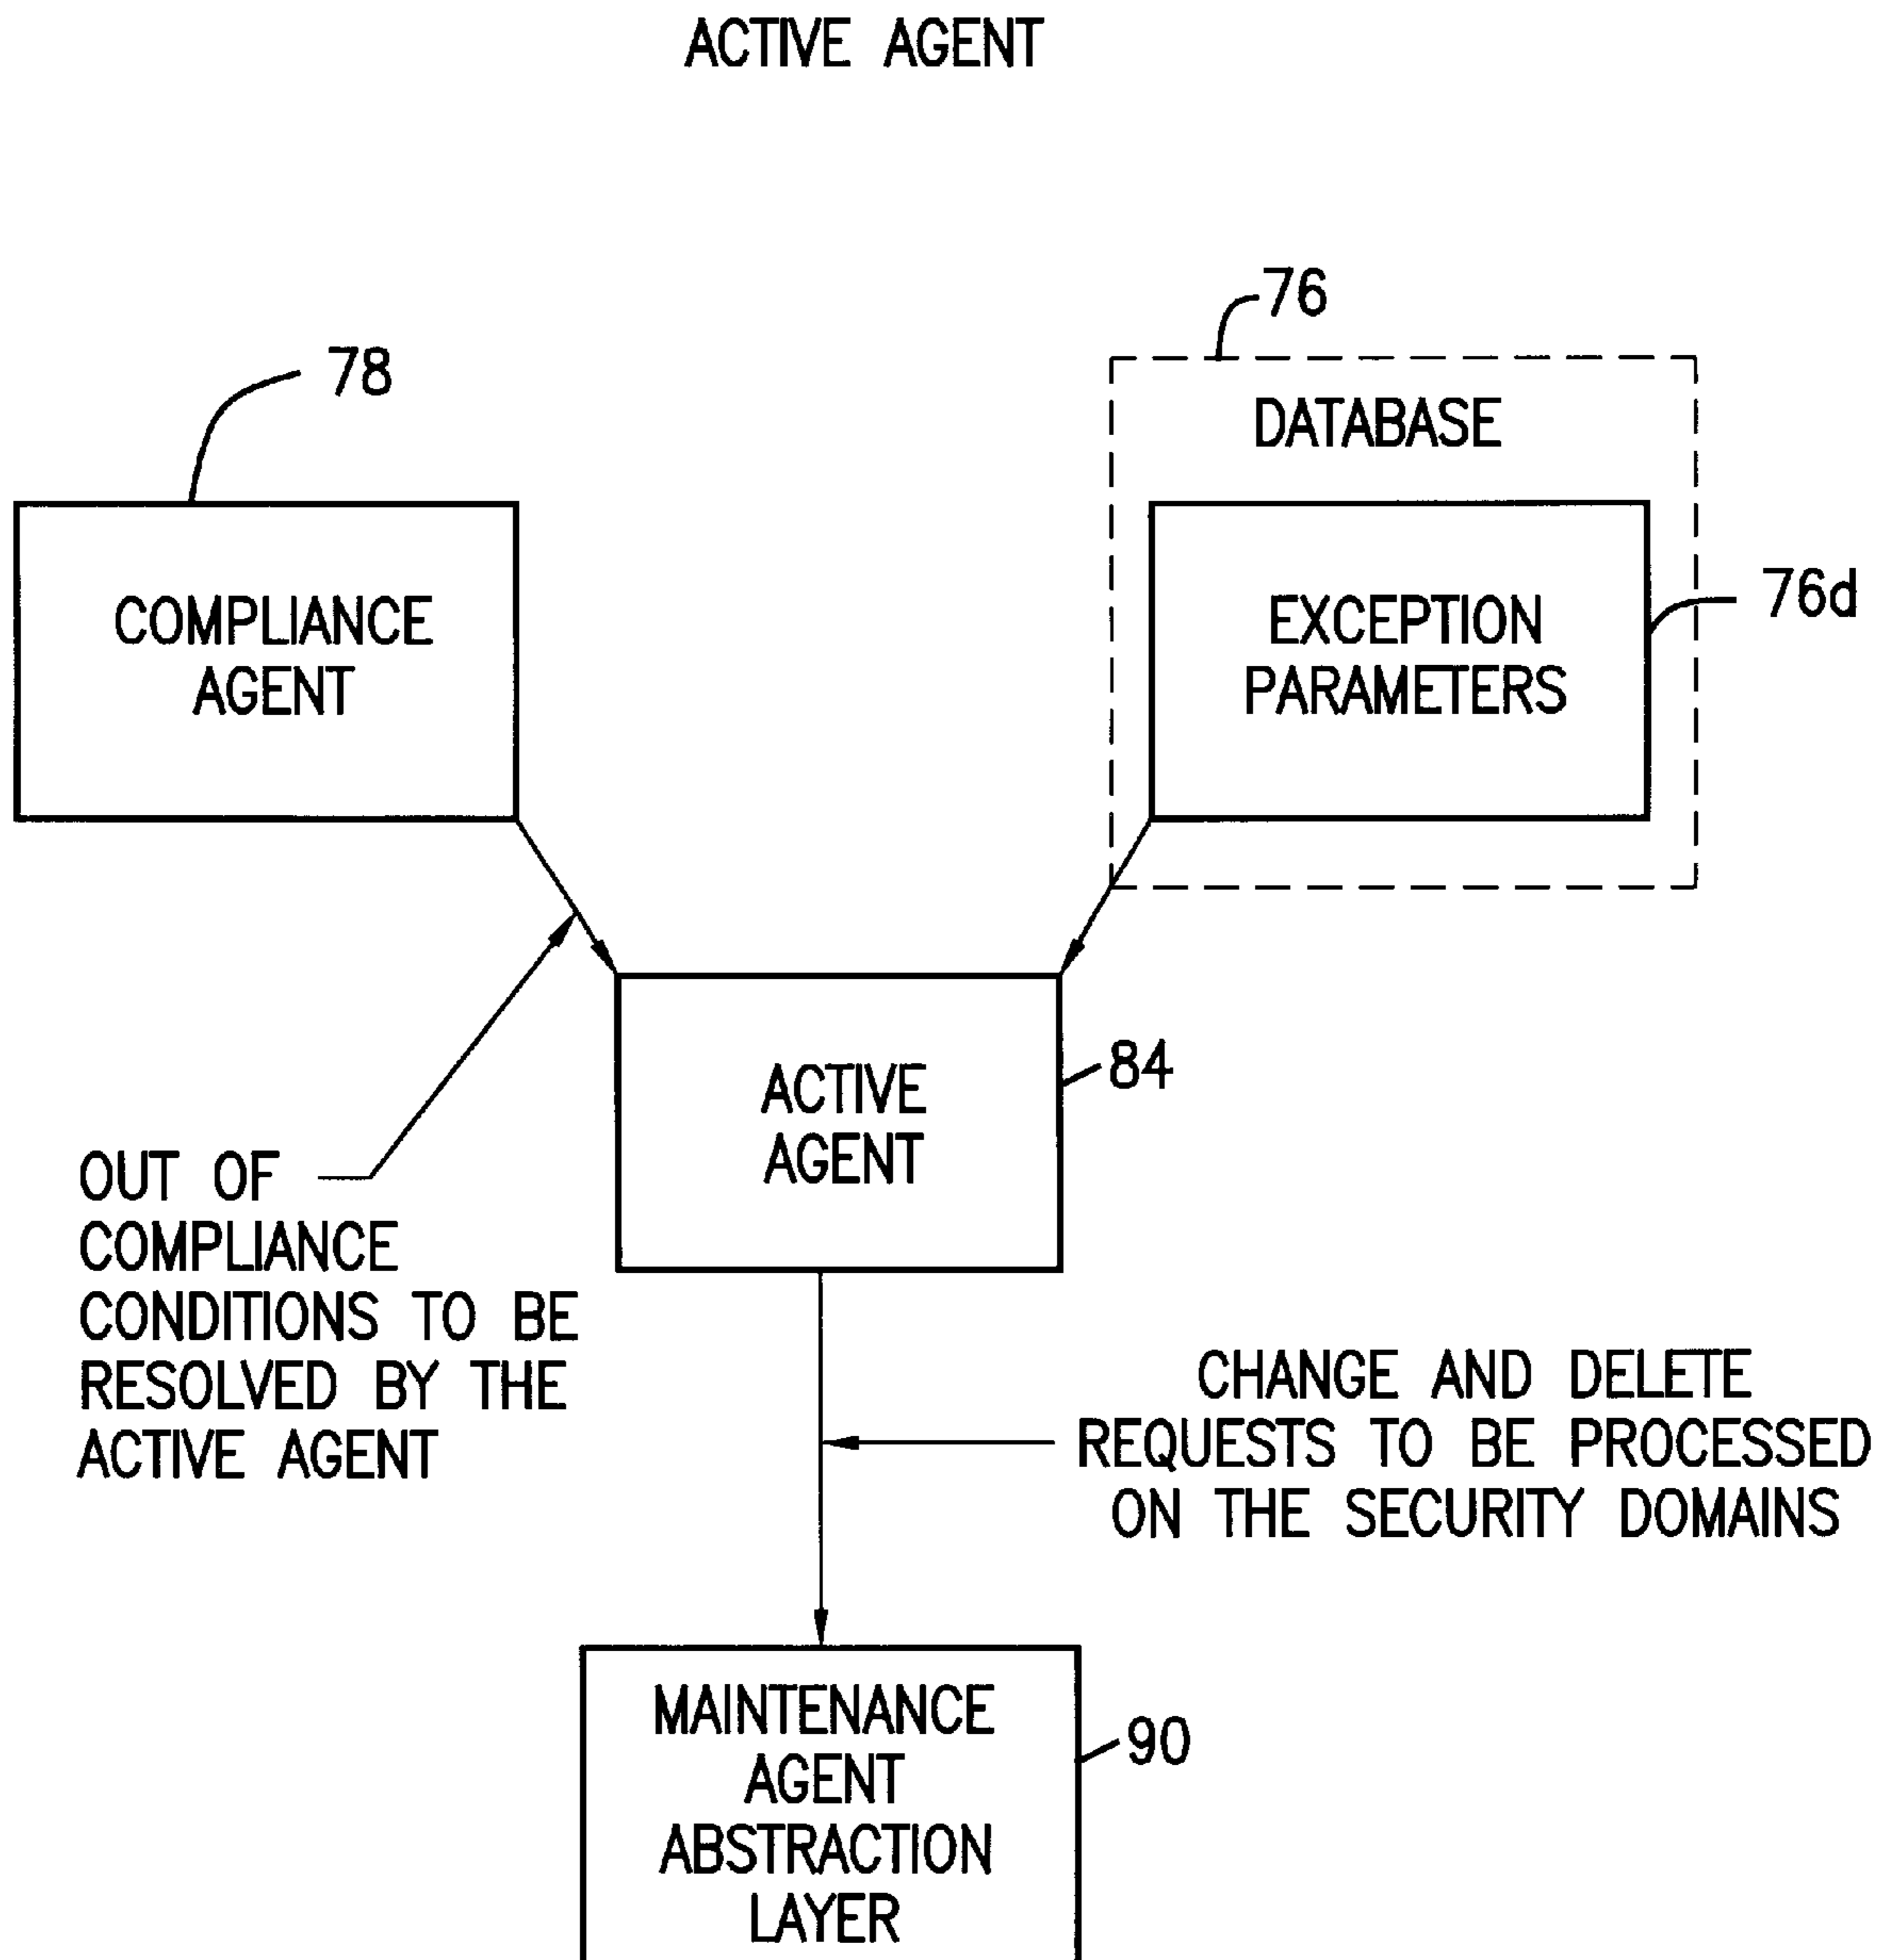 ACTIVE AGENT
76
78
DATABASE
COMPLIANCE
AGENT
EXCEPTION
PARAMETERS
76d
ACTIVE
AGENT
84
OUT OF
COMPLIANCE
CONDITIONS TO BE
RESOLVED BY THE
ACTIVE AGENT
CHANGE AND DELETE
REQUESTS TO BE PROCESSED
ON THE SECURITY DOMAINS
MAINTENANCE
AGENT
ABSTRACTION
LAYER
90